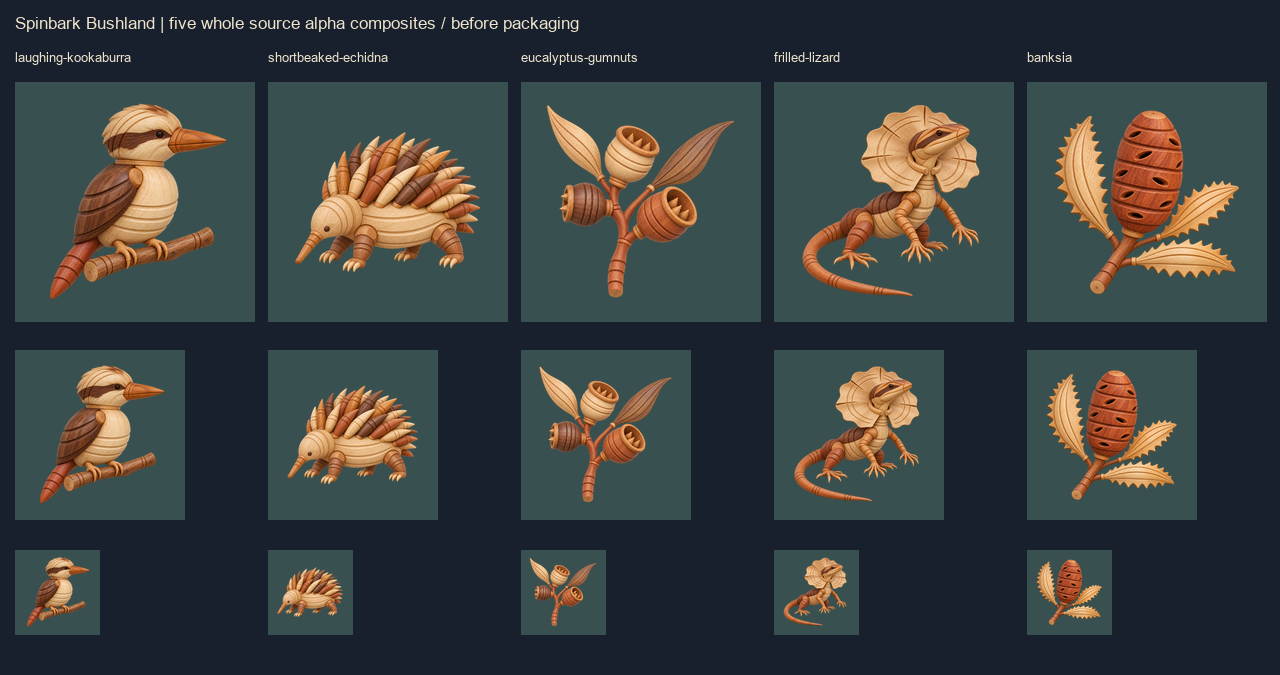 Spinbark Bushland | five whole source alpha composites / before packaging
laughing-kookaburra
shortbeaked-echidna
eucalyptus-gumnuts
frilled-lizard
banksia